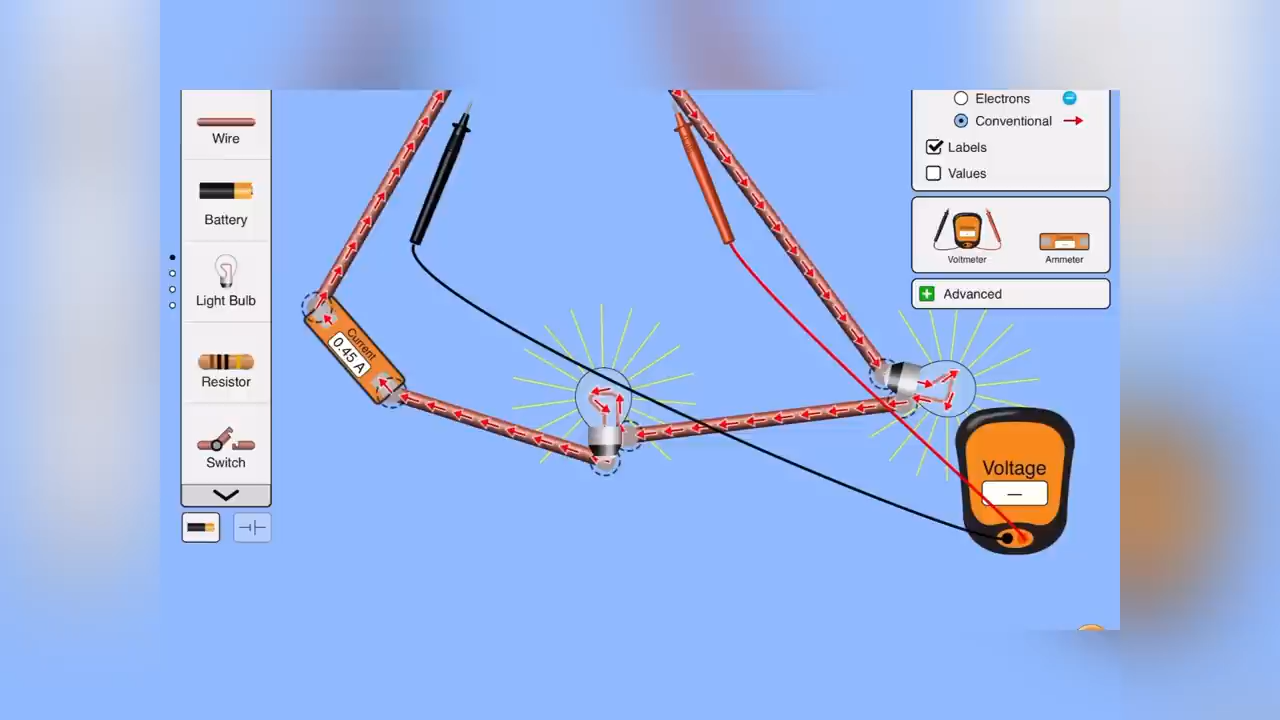 Wire
Battery
Light Bulb
Resistor
Switch
Current
0.45 A
Electrons
Conventional
Labels
Values
Voltmeter
Ammeter
Advanced
Voltage
—